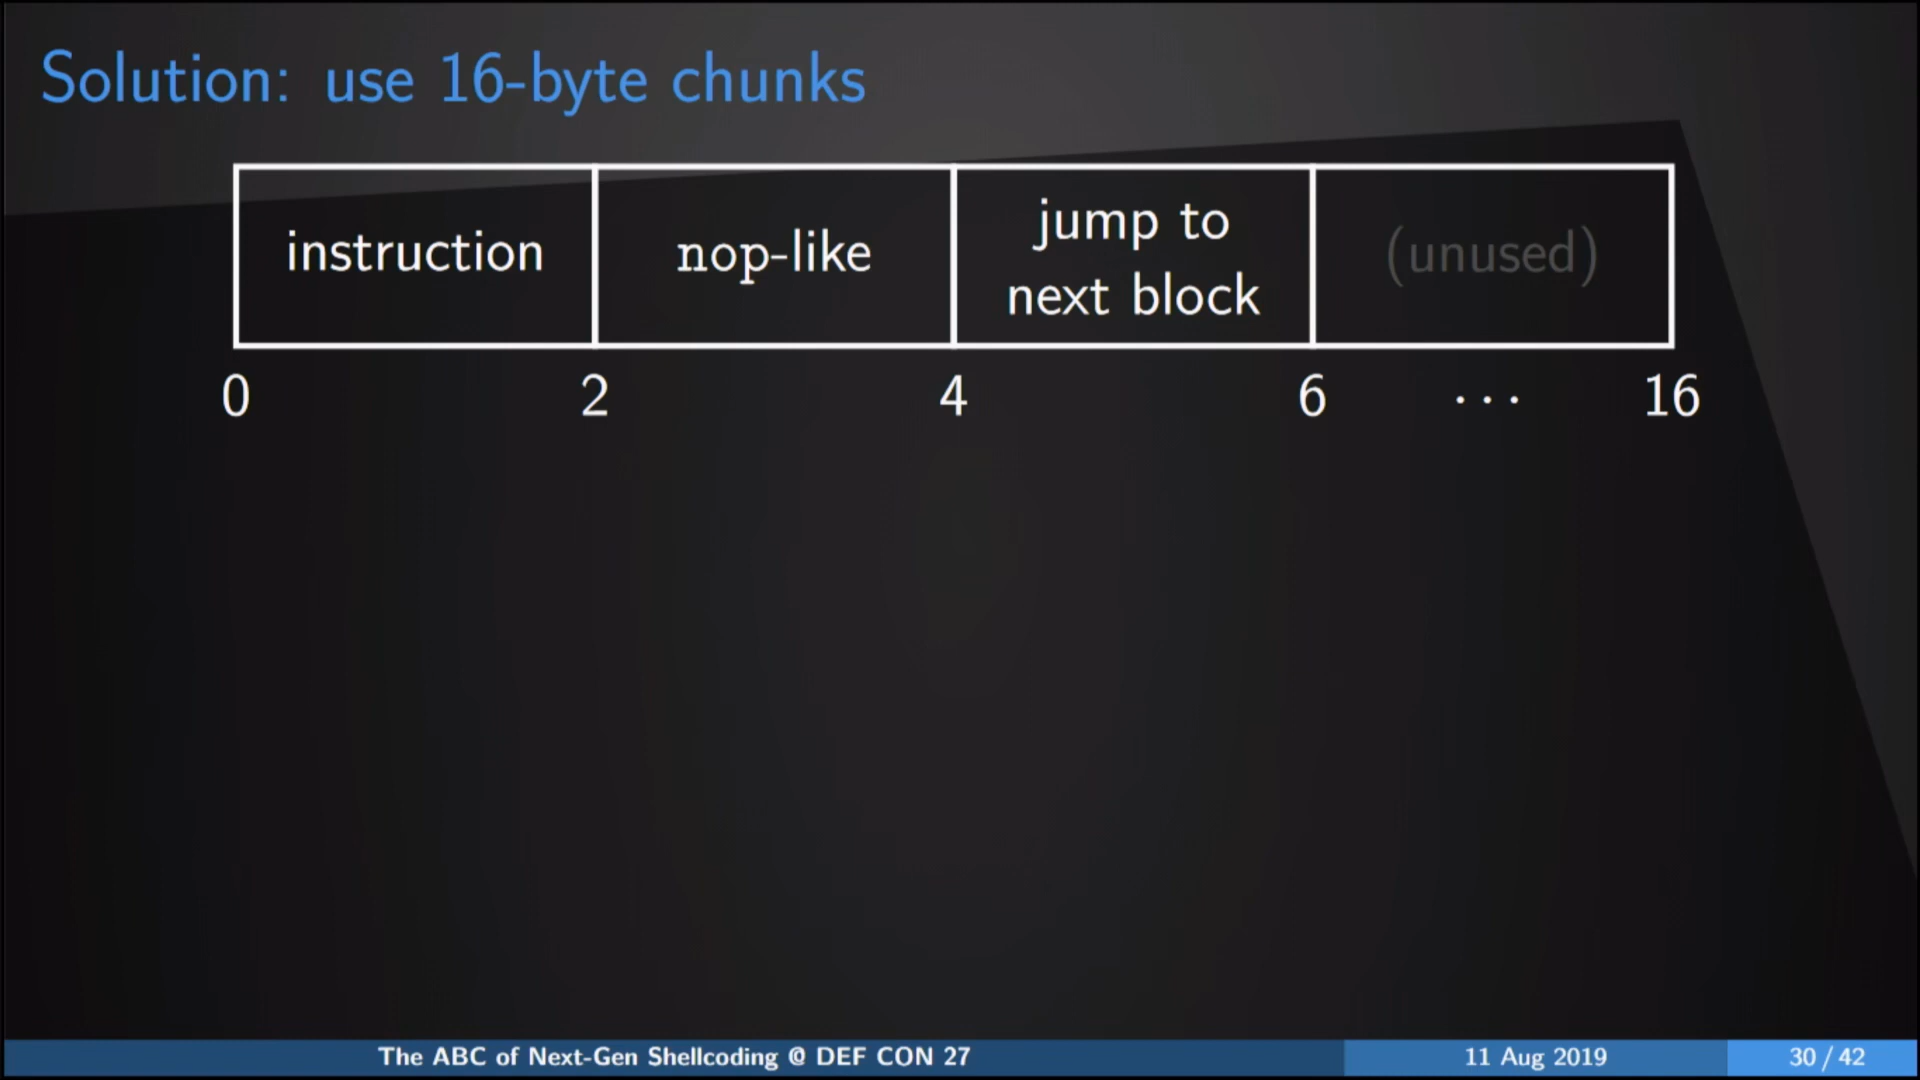 Solution: use 16-byte chunks
instruction
nop-like
jump to
next block
(unused)
0 2 4 6 ... 16
The ABC of Next-Gen Shellcoding @ DEF CON 27
11 Aug 2019
30 / 42